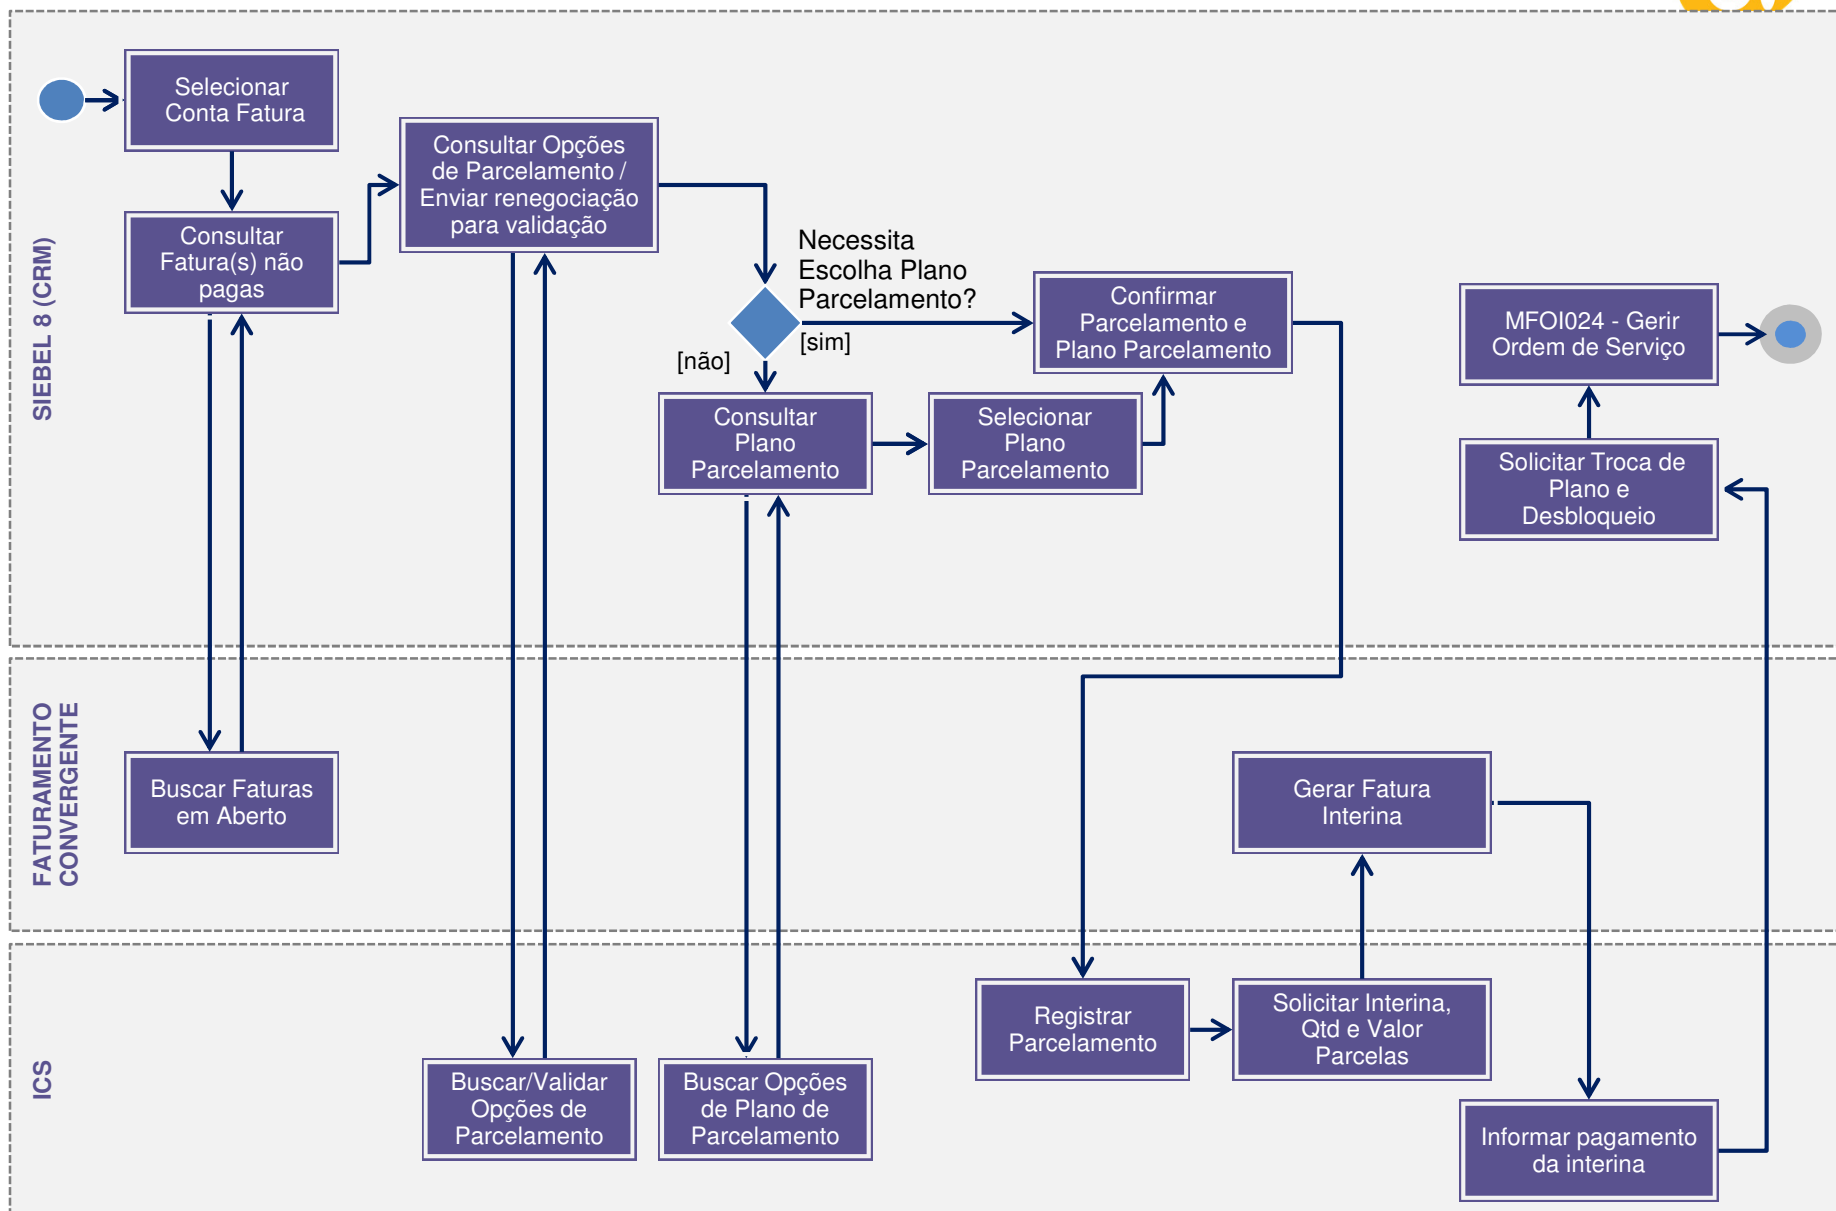 SIEBEL 8 (CRM)
Selecionar
Conta Fatura
Consultar
Fatura(s) não
pagas
Consultar Opções
de Parcelamento /
Enviar renegociação
para validação
Necessita
Escolha Plano
Parcelamento?
[sim]
[não]
Confirmar
Parcelamento e
Plano Parcelamento
Consultar
Plano
Parcelamento
Selecionar
Plano
Parcelamento
MFOI024 - Gerir
Ordem de Serviço
Solicitar Troca de
Plano e
Desbloqueio
FATURAMENTO
CONVERGENTE
Buscar Faturas
em Aberto
Gerar Fatura
Interina
ICS
Buscar/Validar
Opções de
Parcelamento
Buscar Opções
de Plano de
Parcelamento
Registrar
Parcelamento
Solicitar Interina,
Qtd e Valor
Parcelas
Informar pagamento
da interina